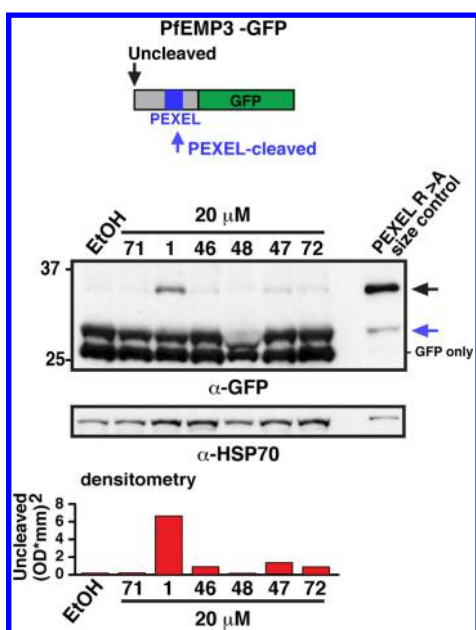 PfEMP3 -GFP
Uncleaved
GFP
PEXEL
PEXEL-cleaved
20 µM
EtOH 71 1 46 48 47 72 PEXEL R >A size control
37
25
GFP only
α-GFP
α-HSP70
densitometry
Uncleaved (OD*mm)2
8
6
4
2
0
EtOH 71 1 46 48 47 72
20 µM